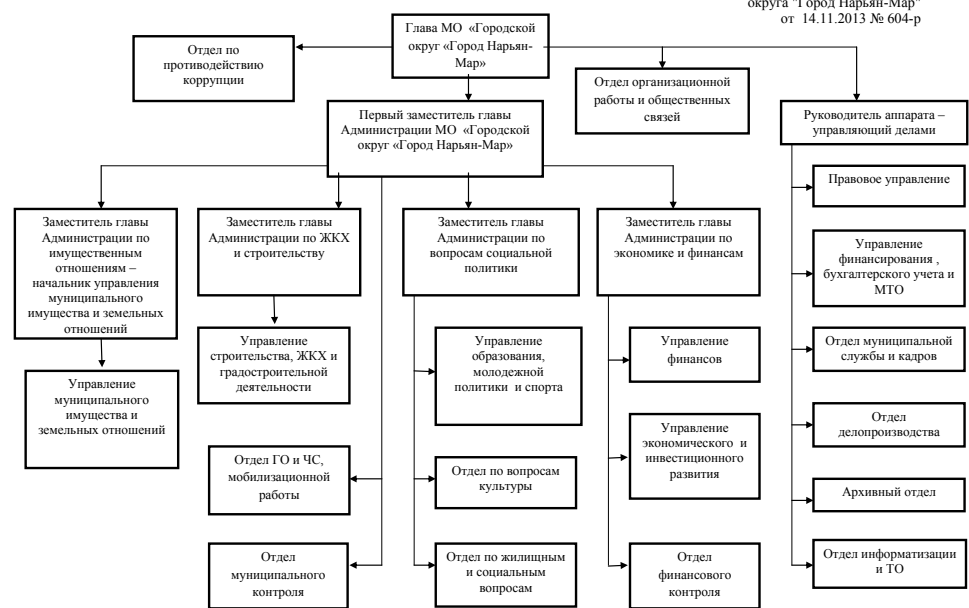 округа "Город Нарьян-Мар"
от 14.11.2013 № 604-р
Глава МО «Городской
округ «Город Нарьян-
Мар»
Отдел по
противодействию
коррупции
Отдел организационной
работы и общественных
связей
Первый заместитель главы
Администрации МО «Городской
округ «Город Нарьян-Мар»
Руководитель аппарата –
управляющий делами
Заместитель главы
Администрации по
имущественным
отношениям –
начальник управления
муниципального
имущества и земельных
отношений
Заместитель главы
Администрации по ЖКХ
и строительству
Заместитель главы
Администрации по
вопросам социальной
политики
Заместитель главы
Администрации по
экономике и финансам
Правовое управление
Управление
финансирования ,
бухгалтерского учета и
МТО
Отдел муниципальной
службы и кадров
Отдел
делопроизводства
Архивный отдел
Отдел информатизации
и ТО
Управление
муниципального
имущества и
земельных отношений
Управление
строительства, ЖКХ и
градостроительной
деятельности
Отдел ГО и ЧС,
мобилизационной
работы
Отдел
муниципального
контроля
Управление
образования,
молодежной
политики и спорта
Отдел по вопросам
культуры
Отдел по жилищным
и социальным
вопросам
Управление
финансов
Управление
экономического и
инвестиционного
развития
Отдел
финансового
контроля